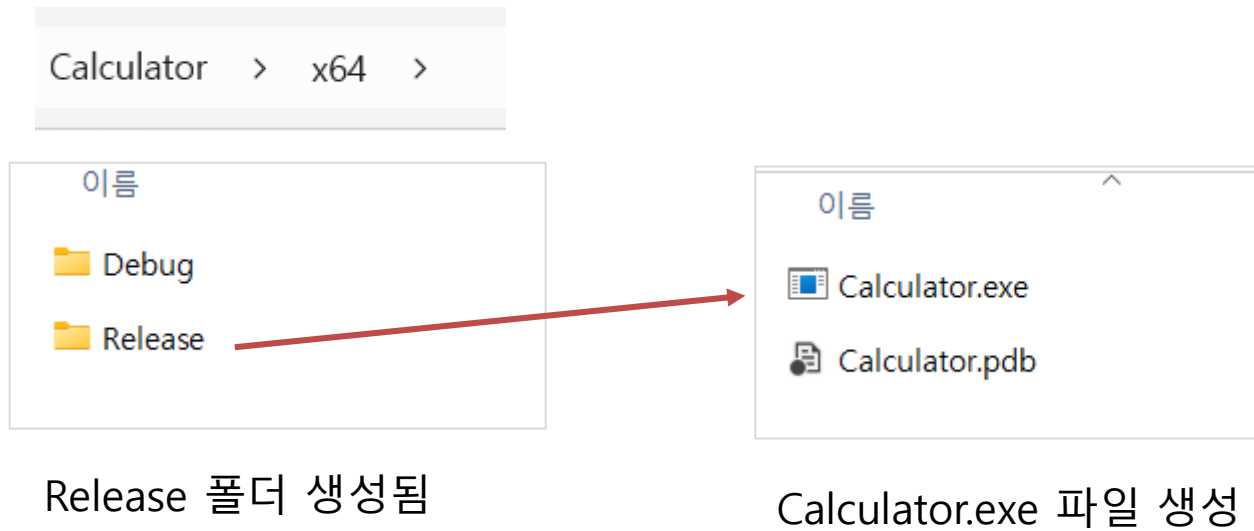 Calculator > x64 >
이름
Debug
Release
Release 폴더 생성됨
이름
Calculator.exe
Calculator.pdb
Calculator.exe 파일 생성